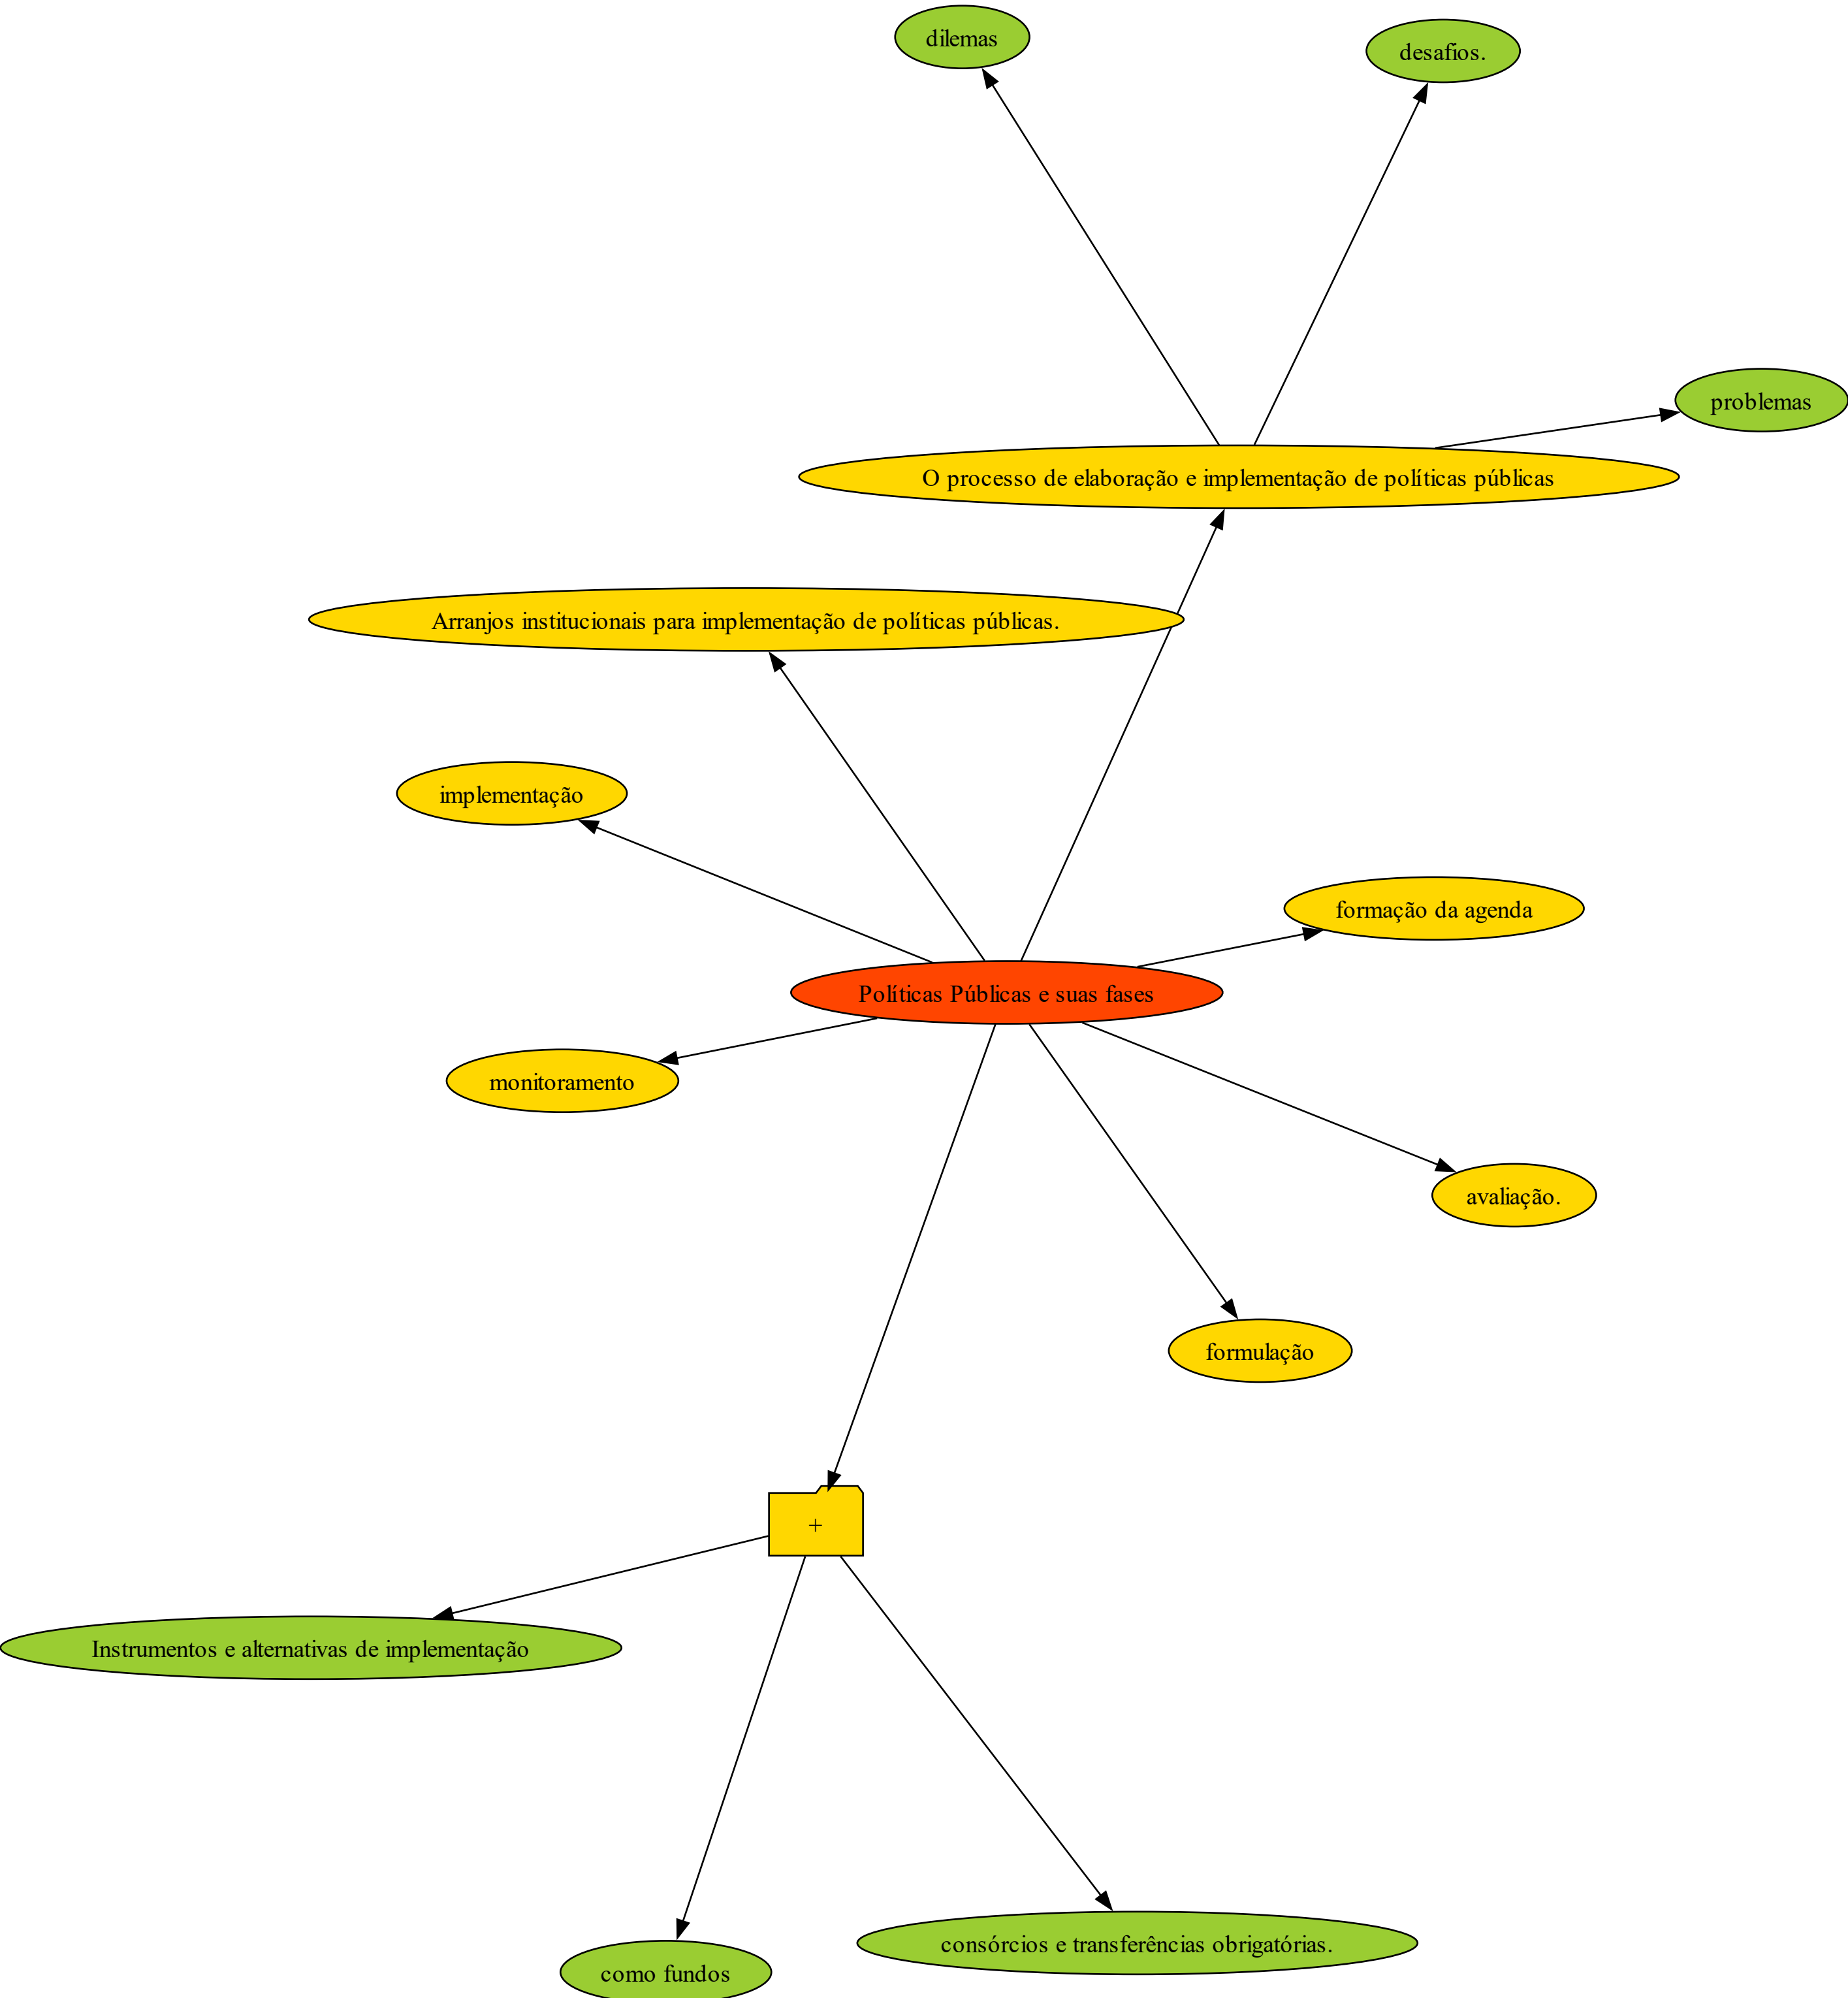 dilemas
desafios.
problemas
O processo de elaboração e implementação de políticas públicas
Arranjos institucionais para implementação de políticas públicas.
implementação
formação da agenda
Políticas Públicas e suas fases
monitoramento
avaliação.
formulação
+
Instrumentos e alternativas de implementação
consórcios e transferências obrigatórias.
como fundos